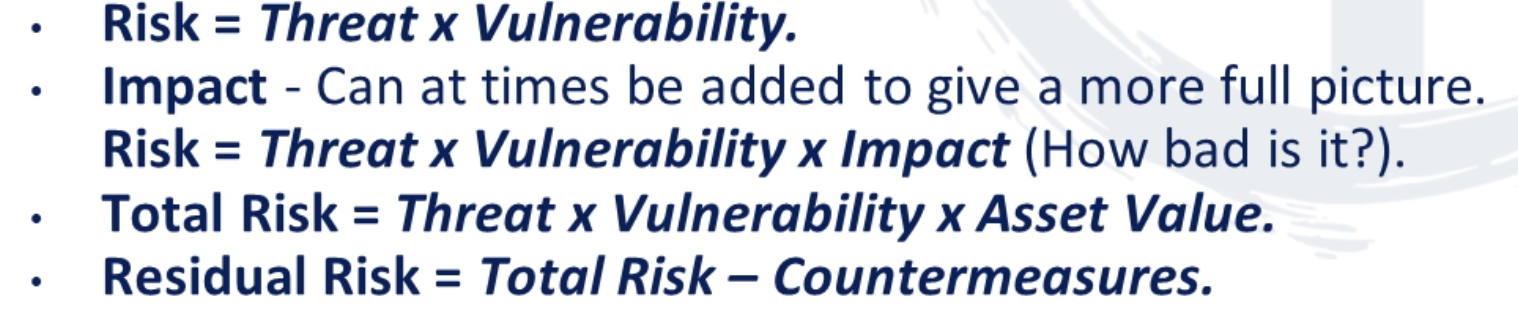 · Risk = Threat x Vulnerability.
· Impact - Can at times be added to give a more full picture.
Risk = Threat x Vulnerability x Impact (How bad is it?).
· Total Risk = Threat x Vulnerability x Asset Value.
· Residual Risk = Total Risk – Countermeasures.